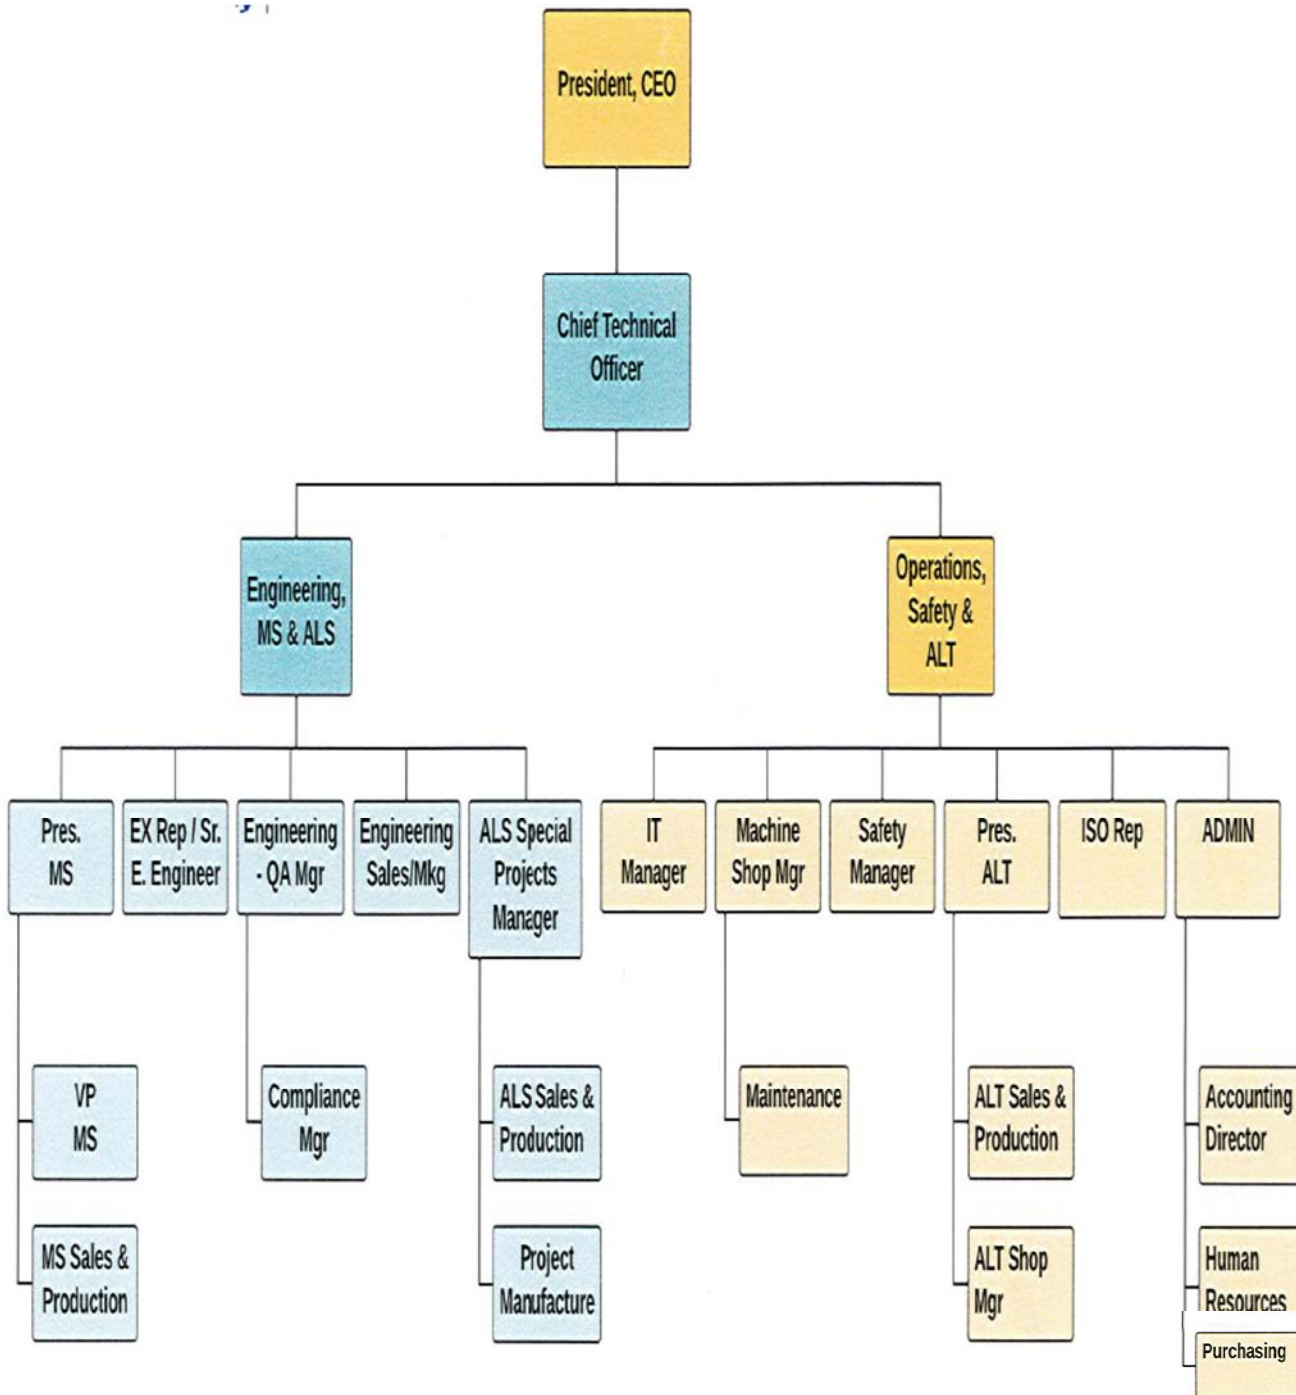 President, CEO
Chief Technical
Officer
Engineering,
MS & ALS
Operations,
Safety &
ALT
Pres.
MS
EX Rep / Sr.
E. Engineer
Engineering
- QA Mgr
Engineering
Sales/Mkg
ALS Special
Projects
Manager
IT
Manager
Machine
Shop Mgr
Safety
Manager
Pres.
ALT
ISO Rep
ADMIN
VP
MS
Compliance
Mgr
ALS Sales &
Production
Maintenance
ALT Sales &
Production
Accounting
Director
MS Sales &
Production
Project
Manufacture
ALT Shop
Mgr
Human
Resources
Purchasing